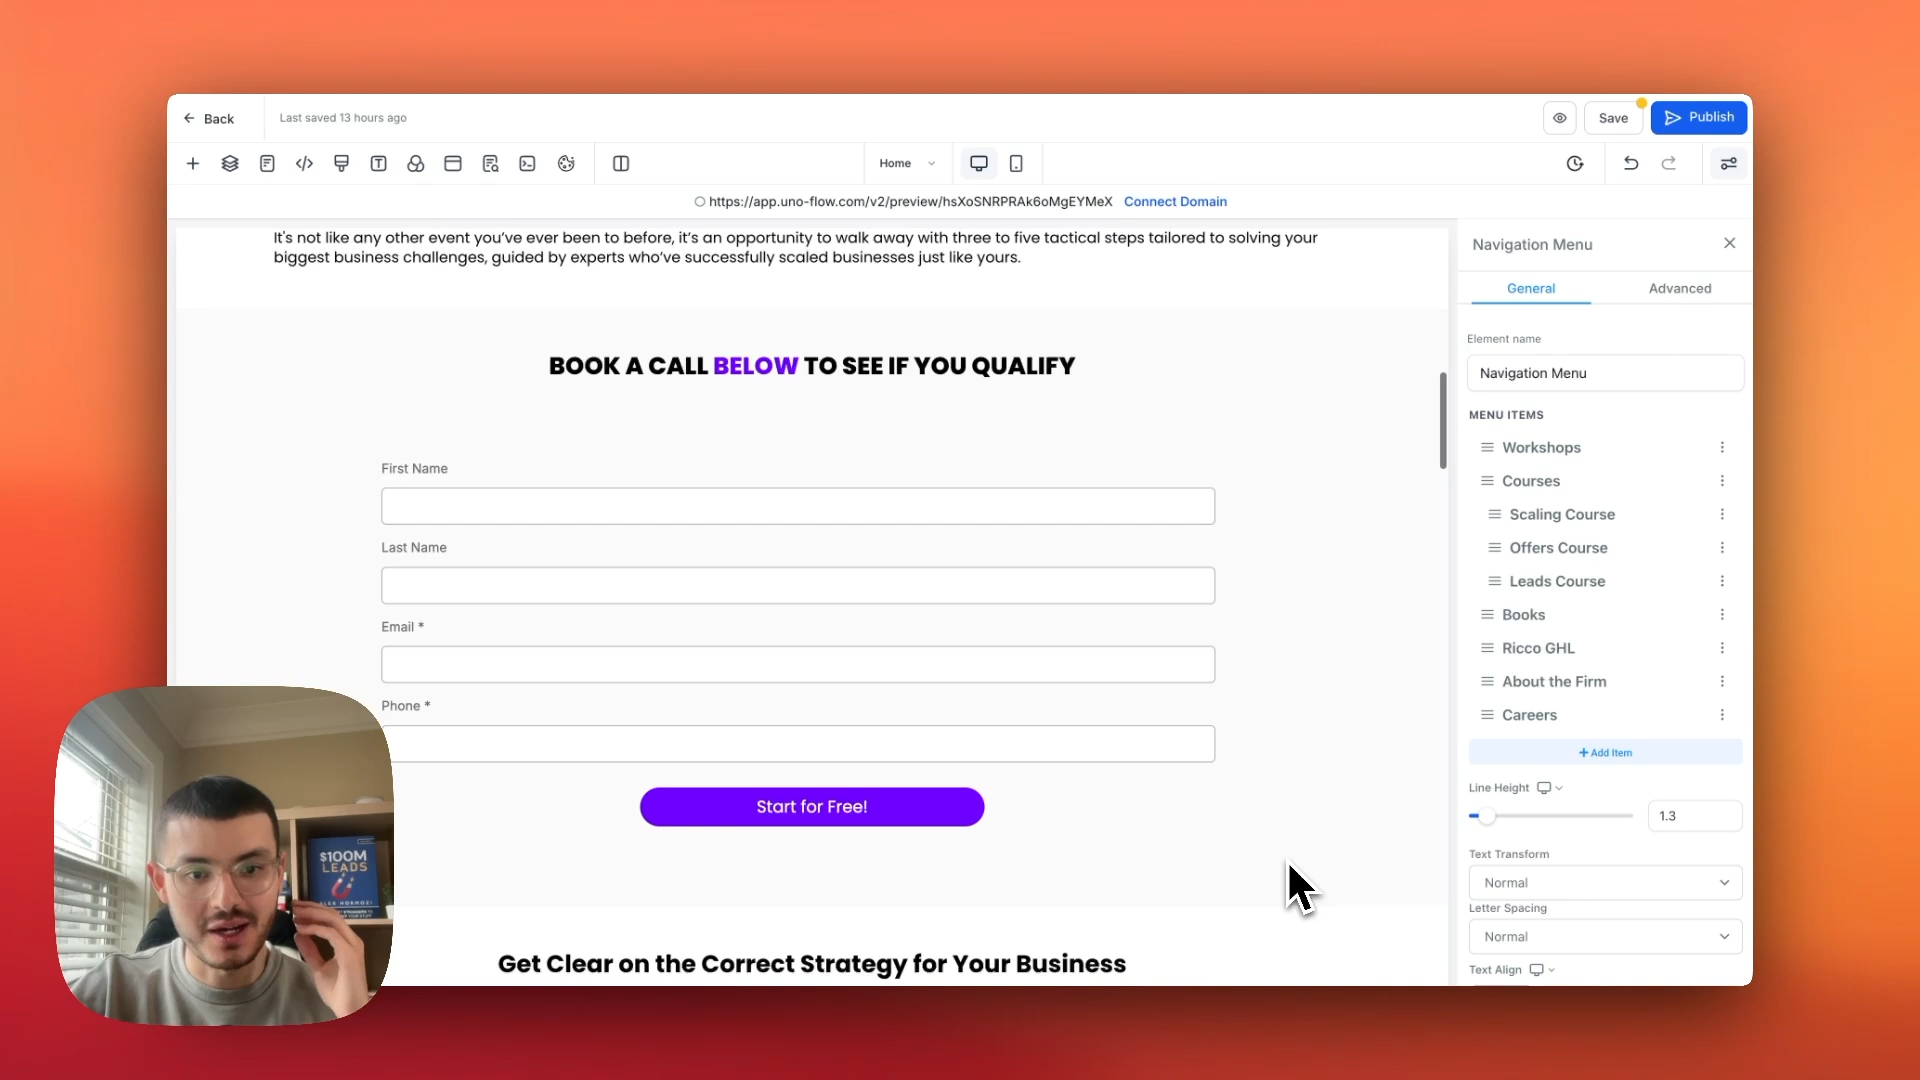 Back
Last saved 13 hours ago
Save
Publish
Home
https://app.uno-flow.com/v2/preview/hsXoSNRPRAk6oMgEYMeX Connect Domain
It's not like any other event you've ever been to before, it's an opportunity to walk away with three to five tactical steps tailored to solving your
biggest business challenges, guided by experts who've successfully scaled businesses just like yours.
BOOK A CALL BELOW TO SEE IF YOU QUALIFY
First Name
Last Name
Email *
Phone *
Start for Free!
Get Clear on the Correct Strategy for Your Business
Navigation Menu
General
Advanced
Element name
Navigation Menu
MENU ITEMS
Workshops
Courses
Scaling Course
Offers Course
Leads Course
Books
Ricco GHL
About the Firm
Careers
+ Add Item
Line Height
1.3
Text Transform
Normal
Letter Spacing
Normal
Text Align
$100M
LEADS
ALEX HORMOZI